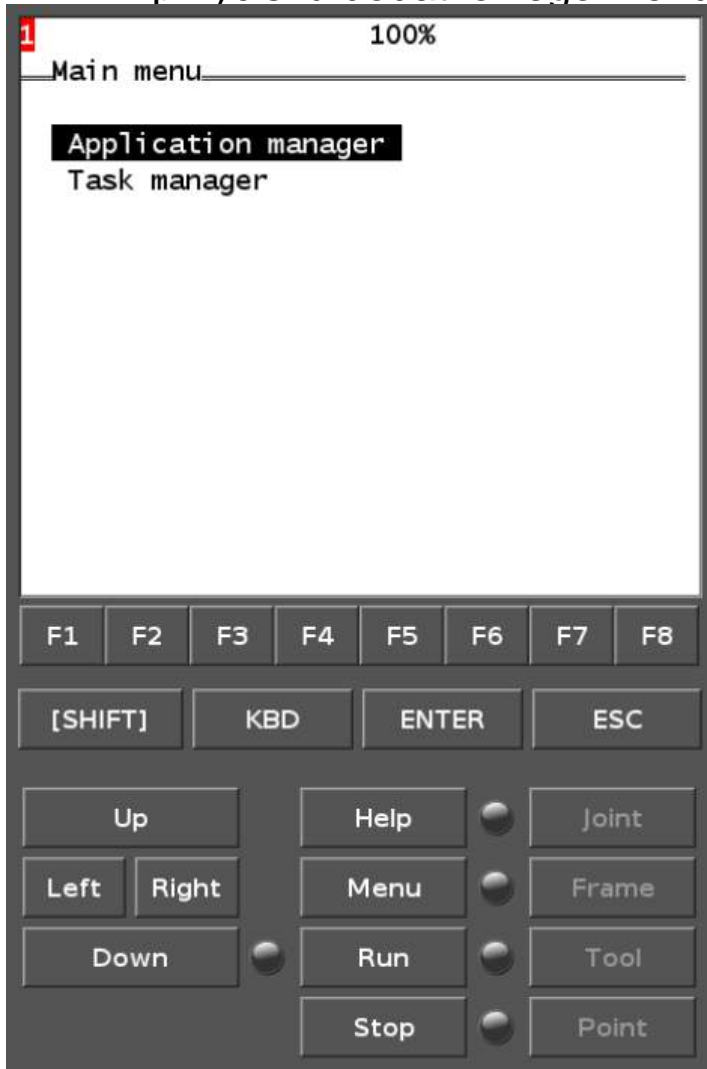 1 100%
Main menu
Application manager
Task manager
F1 F2 F3 F4 F5 F6 F7 F8
[SHIFT] KBD ENTER ESC
Up Help Joint
Left Right Menu Frame
Down Run Tool
Stop Point